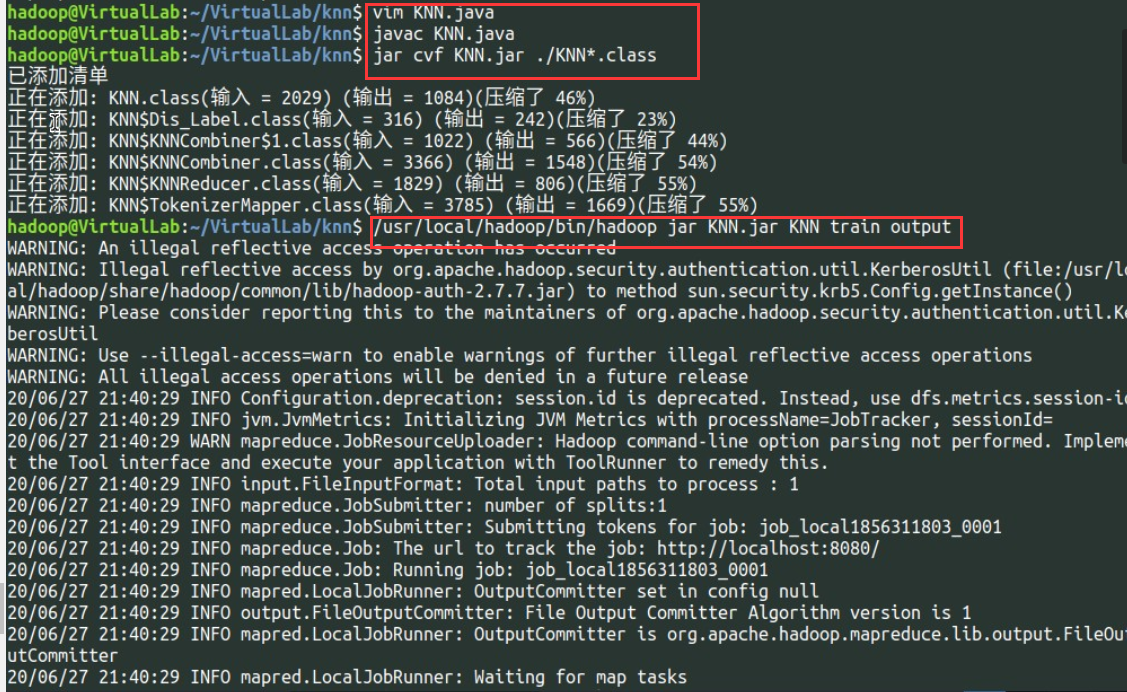 hadoop@VirtualLab:~/VirtualLab/knn$ vim KNN.java
hadoop@VirtualLab:~/VirtualLab/knn$ javac KNN.java
hadoop@VirtualLab:~/VirtualLab/knn$ jar cvf KNN.jar ./KNN*.class
已添加清单
正在添加: KNN.class(输入 = 2029) (输出 = 1084)(压缩了 46%)
正在添加: KNN$Dis_Label.class(输入 = 316) (输出 = 242)(压缩了 23%)
正在添加: KNN$KNNCombiner$1.class(输入 = 1022) (输出 = 566)(压缩了 44%)
正在添加: KNN$KNNCombiner.class(输入 = 3366) (输出 = 1548)(压缩了 54%)
正在添加: KNN$KNNReducer.class(输入 = 1829) (输出 = 806)(压缩了 55%)
正在添加: KNN$TokenizerMapper.class(输入 = 3785) (输出 = 1669)(压缩了 55%)
hadoop@VirtualLab:~/VirtualLab/knn$ /usr/local/hadoop/bin/hadoop jar KNN.jar KNN train output
WARNING: An illegal reflective access operation has occurred
WARNING: Illegal reflective access by org.apache.hadoop.security.authentication.util.KerberosUtil (file:/usr/lo
al/hadoop/share/hadoop/common/lib/hadoop-auth-2.7.7.jar) to method sun.security.krb5.Config.getInstance()
WARNING: Please consider reporting this to the maintainers of org.apache.hadoop.security.authentication.util.Ke
berosUtil
WARNING: Use --illegal-access=warn to enable warnings of further illegal reflective access operations
WARNING: All illegal access operations will be denied in a future release
20/06/27 21:40:29 INFO Configuration.deprecation: session.id is deprecated. Instead, use dfs.metrics.session-id
20/06/27 21:40:29 INFO jvm.JvmMetrics: Initializing JVM Metrics with processName=JobTracker, sessionId=
20/06/27 21:40:29 WARN mapreduce.JobResourceUploader: Hadoop command-line option parsing not performed. Impleme
t the Tool interface and execute your application with ToolRunner to remedy this.
20/06/27 21:40:29 INFO input.FileInputFormat: Total input paths to process : 1
20/06/27 21:40:29 INFO mapreduce.JobSubmitter: number of splits:1
20/06/27 21:40:29 INFO mapreduce.JobSubmitter: Submitting tokens for job: job_local1856311803_0001
20/06/27 21:40:29 INFO mapreduce.Job: The url to track the job: http://localhost:8080/
20/06/27 21:40:29 INFO mapreduce.Job: Running job: job_local1856311803_0001
20/06/27 21:40:29 INFO mapred.LocalJobRunner: OutputCommitter set in config null
20/06/27 21:40:29 INFO output.FileOutputCommitter: File Output Committer Algorithm version is 1
20/06/27 21:40:29 INFO mapred.LocalJobRunner: OutputCommitter is org.apache.hadoop.mapreduce.lib.output.FileOut
utCommitter
20/06/27 21:40:29 INFO mapred.LocalJobRunner: Waiting for map tasks